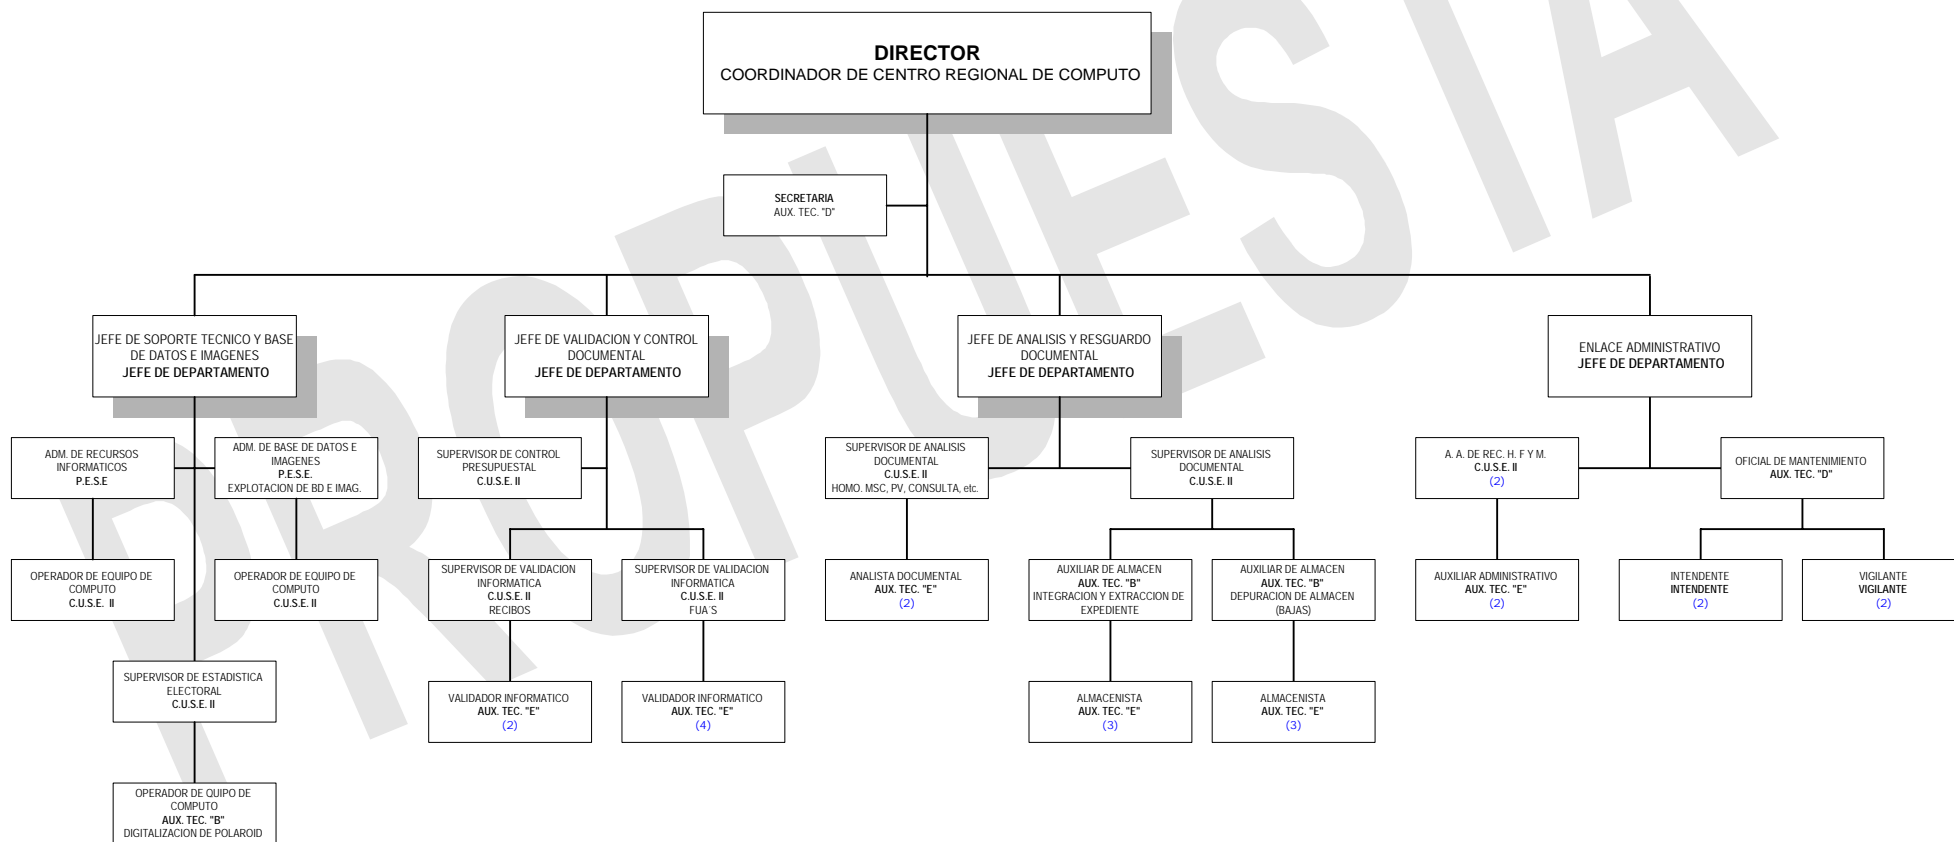 PROPUESTA
DIRECTOR
COORDINADOR DE CENTRO REGIONAL DE COMPUTO
SECRETARIA
AUX. TEC. "D"
JEFE DE SOPORTE TECNICO Y BASE
DE DATOS E IMAGENES
JEFE DE DEPARTAMENTO
JEFE DE VALIDACION Y CONTROL
DOCUMENTAL
JEFE DE DEPARTAMENTO
JEFE DE ANALISIS Y RESGUARDO
DOCUMENTAL
JEFE DE DEPARTAMENTO
ENLACE ADMINISTRATIVO
JEFE DE DEPARTAMENTO
ADM. DE RECURSOS
INFORMATICOS
P.E.S.E
ADM. DE BASE DE DATOS E
IMAGENES
P.E.S.E.
EXPLOTACION DE BD E IMAG.
SUPERVISOR DE CONTROL
PRESUPUESTAL
C.U.S.E. II
SUPERVISOR DE ANALISIS
DOCUMENTAL
C.U.S.E. II
HOMO. MSC, PV, CONSULTA, etc.
SUPERVISOR DE ANALISIS
DOCUMENTAL
C.U.S.E. II
A. A. DE REC. H. F Y M.
C.U.S.E. II
(2)
OFICIAL DE MANTENIMIENTO
AUX. TEC. "D"
OPERADOR DE EQUIPO DE
COMPUTO
C.U.S.E. II
OPERADOR DE EQUIPO DE
COMPUTO
C.U.S.E. II
SUPERVISOR DE VALIDACION
INFORMATICA
C.U.S.E. II
RECIBOS
SUPERVISOR DE VALIDACION
INFORMATICA
C.U.S.E. II
FUA´S
ANALISTA DOCUMENTAL
AUX. TEC. "E"
(2)
AUXILIAR DE ALMACEN
AUX. TEC. "B"
INTEGRACION Y EXTRACCION DE
EXPEDIENTE
AUXILIAR DE ALMACEN
AUX. TEC. "B"
DEPURACION DE ALMACEN
(BAJAS)
AUXILIAR ADMINISTRATIVO
AUX. TEC. "E"
(2)
INTENDENTE
INTENDENTE
(2)
VIGILANTE
VIGILANTE
(2)
SUPERVISOR DE ESTADISTICA
ELECTORAL
C.U.S.E. II
VALIDADOR INFORMATICO
AUX. TEC. "E"
(2)
VALIDADOR INFORMATICO
AUX. TEC. "E"
(4)
ALMACENISTA
AUX. TEC. "E"
(3)
ALMACENISTA
AUX. TEC. "E"
(3)
OPERADOR DE QUIPO DE
COMPUTO
AUX. TEC. "B"
DIGITALIZACION DE POLAROID